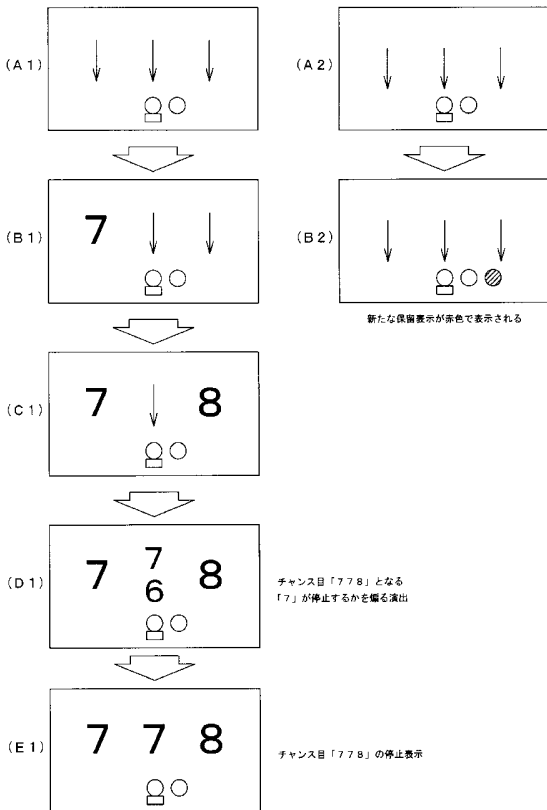 (A1)
(A2)
(B1)
7
(B2)
新たな保留表示が赤色で表示される
(C1)
7 8
(D1)
7 7 8
6
チャンス目「778」となる
「7」が停止するかを煽る演出
(E1)
7 7 8
チャンス目「778」の停止表示